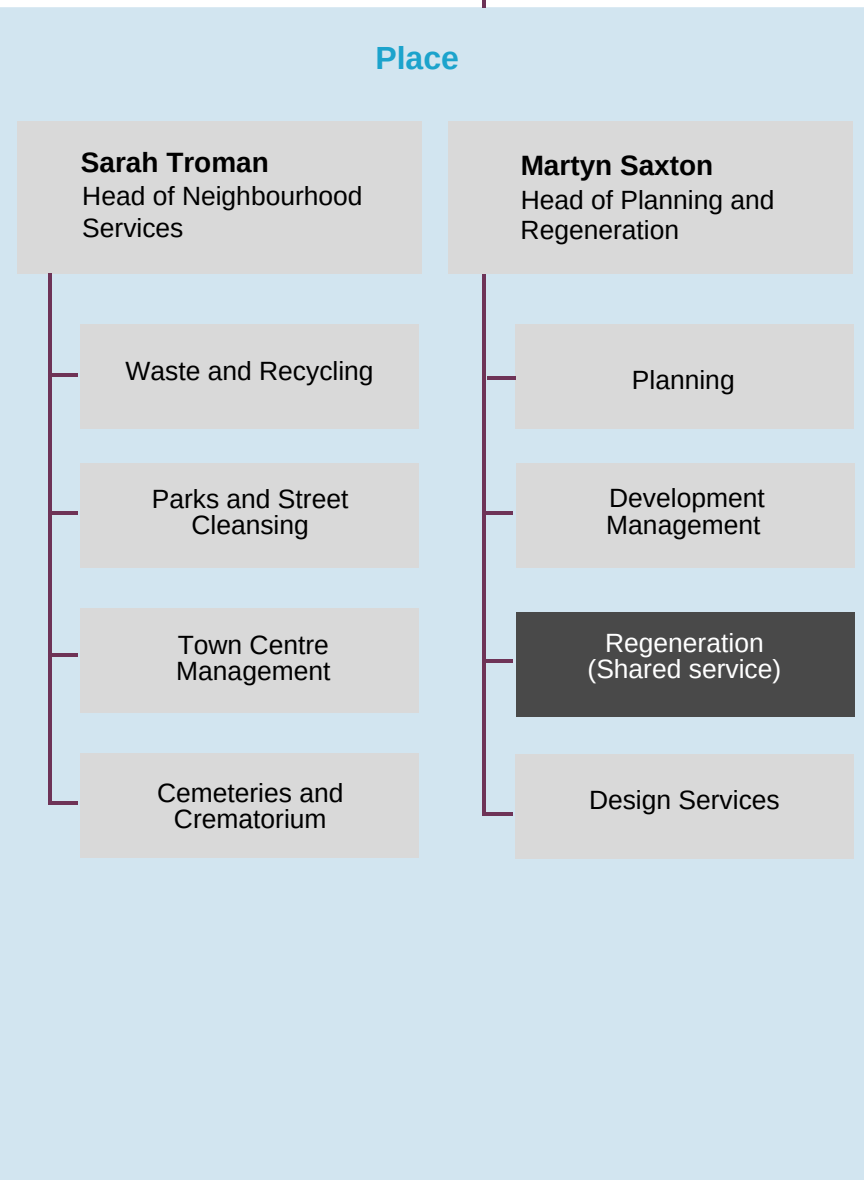 Place
Sarah Troman
Head of Neighbourhood
Services
Waste and Recycling
Parks and Street
Cleansing
Town Centre
Management
Cemeteries and
Crematorium
Martyn Saxton
Head of Planning and
Regeneration
Planning
Development
Management
Regeneration
(Shared service)
Design Services